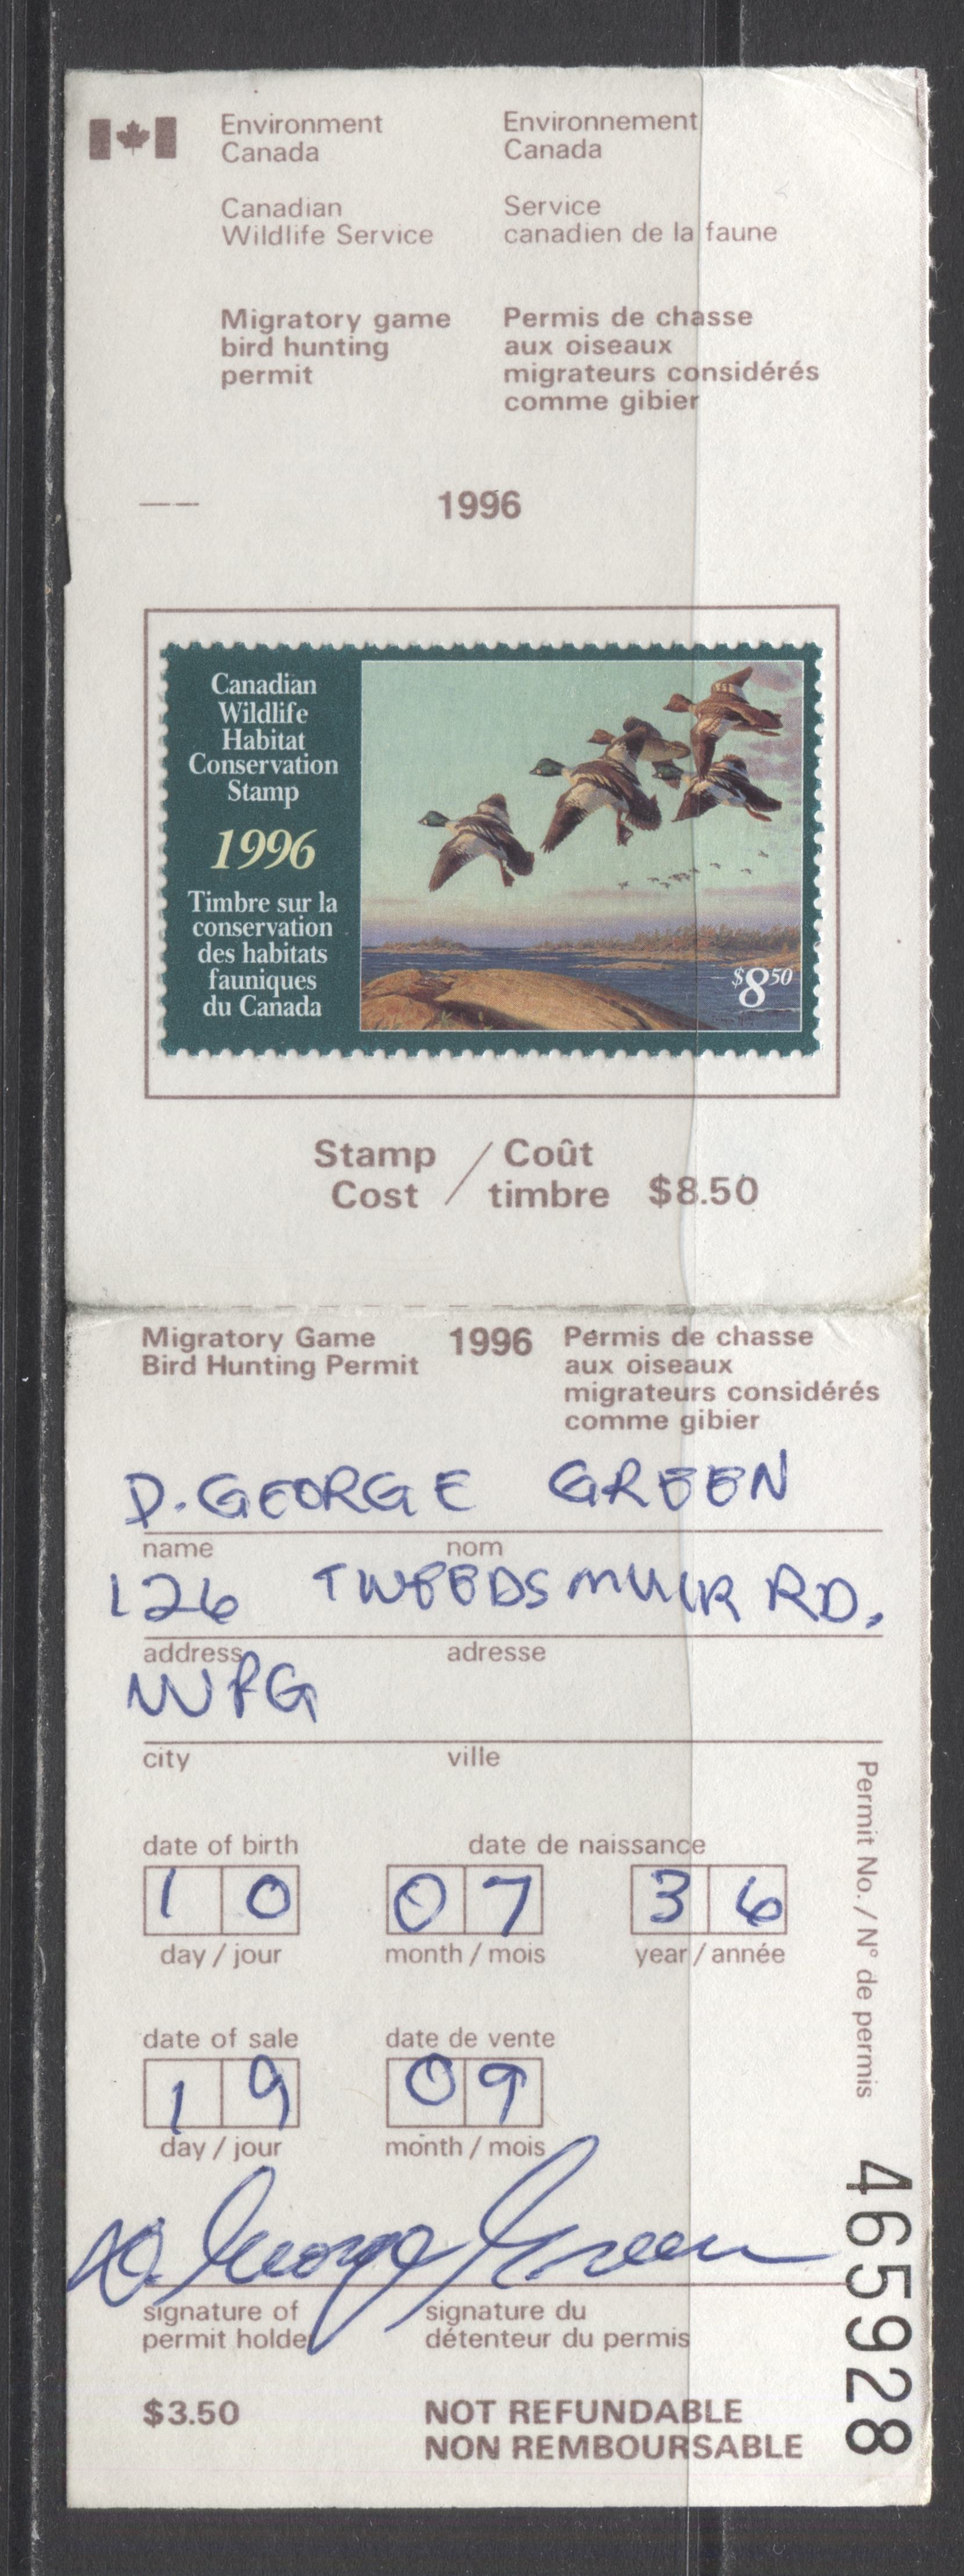 Environment
Canada
Environnement
Canada
Canadian
Wildlife Service
Service
canadien de la faune
Migratory game
bird hunting
permit
Permis de chasse
aux oiseaux
migrateurs considérés
comme gibier
1996
Canadian
Wildlife
Habitat
Conservation
Stamp
1996
Timbre sur la
conservation
des habitats
fauniques
du Canada
$8.50
Stamp / Coût
Cost / timbre $8.50
Migratory Game
Bird Hunting Permit
1996
Permis de chasse
aux oiseaux
migrateurs considérés
comme gibier
D. GEORGE GREEN
name nom
126 TWEEDSMUIR RD.
address adresse
WPG
city ville
date of birth date de naissance
10 07 36
day / jour month / mois year / année
date of sale date de vente
19 09
day / jour month / mois
D. George Green
signature of
permit holder
signature du
détenteur du permis
$3.50
NOT REFUNDABLE
NON REMBOURSABLE
Permit No. / N° de permis
465928